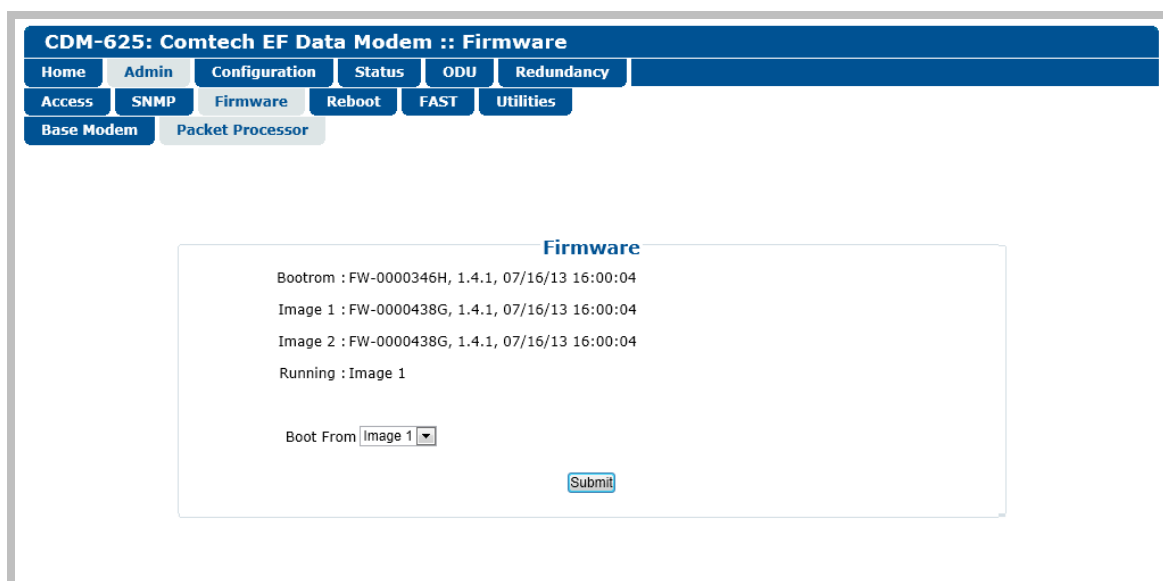 CDM-625: Comtech EF Data Modem :: Firmware
Home Admin Configuration Status ODU Redundancy
Access SNMP Firmware Reboot FAST Utilities
Base Modem Packet Processor
Firmware
Bootrom : FW-0000346H, 1.4.1, 07/16/13 16:00:04
Image 1 : FW-0000438G, 1.4.1, 07/16/13 16:00:04
Image 2 : FW-0000438G, 1.4.1, 07/16/13 16:00:04
Running : Image 1
Boot From Image 1
Submit